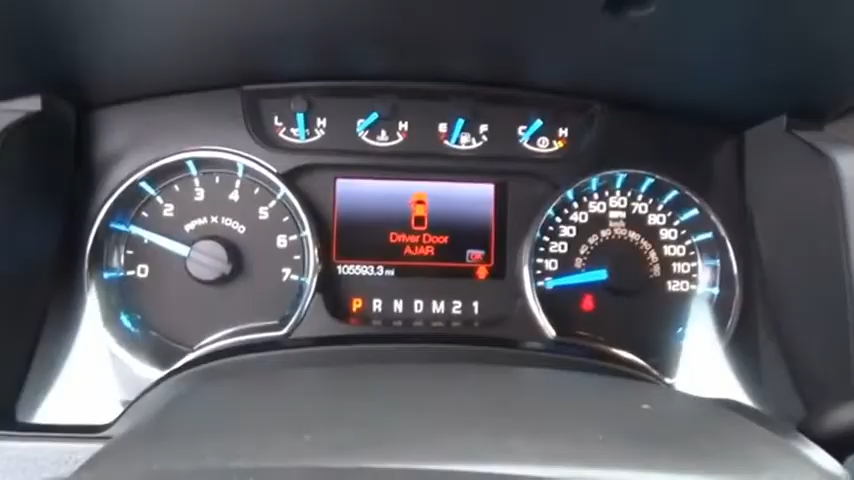 L H C H E F C H
0 1 2 3 4 5 6 7
RPM X 1000
Driver Door
AJAR
OK
105593.3 mi
P R N D M 2 1
10 20 30 40 50 60 70 80 90 100 110 120
MPH
km/h